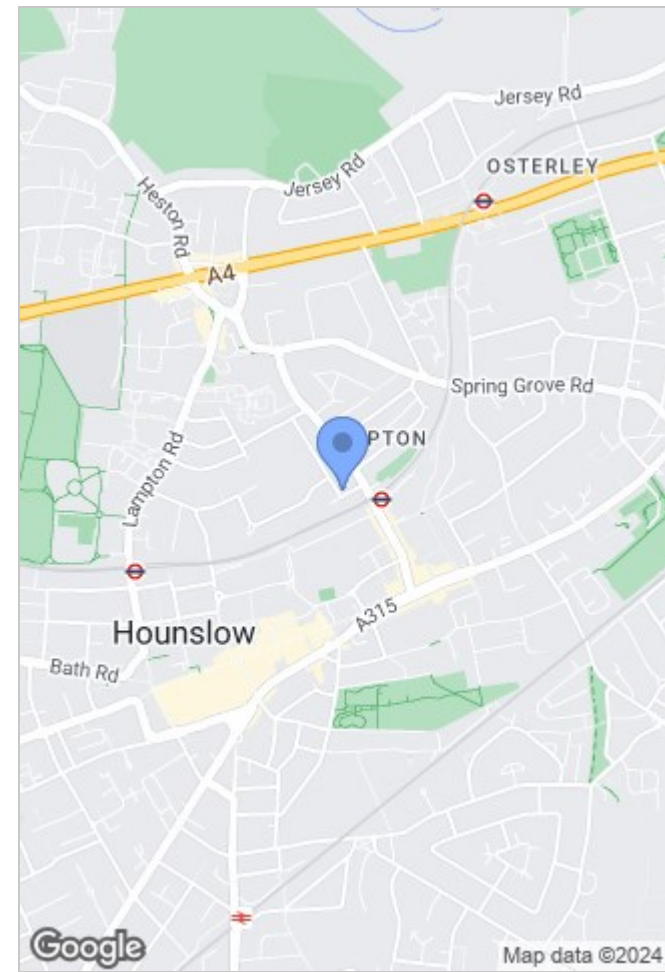 Jersey Rd
OSTERLEY
Jersey Rd
Heston Rd
A4
Spring Grove Rd
PTON
Lampton Rd
A315
Hounslow
Bath Rd
Google
Map data ©2024